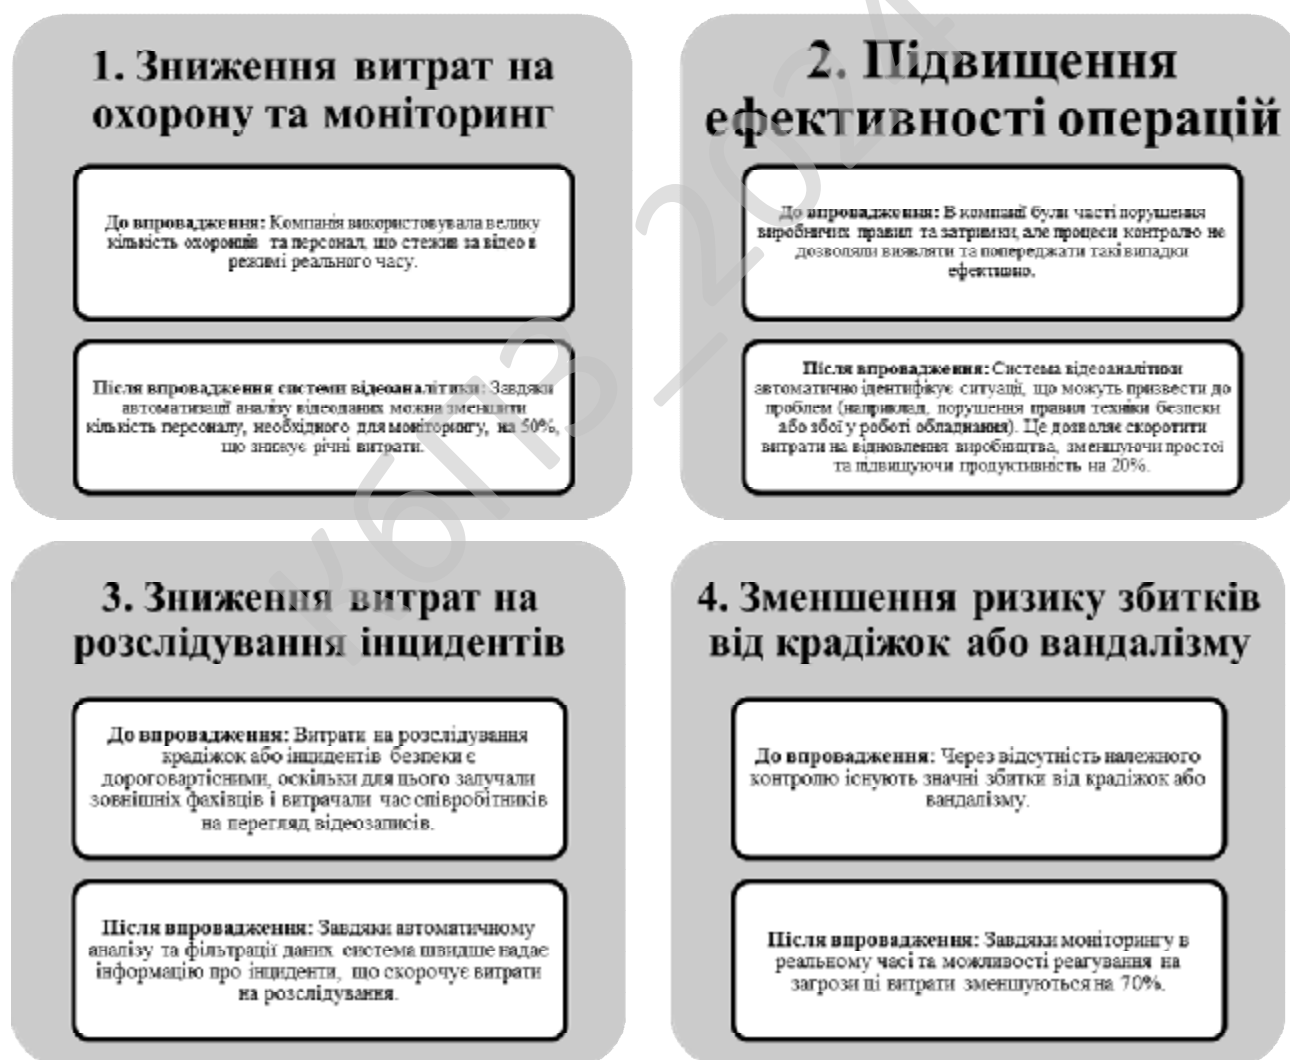 1. Зниження витрат на
охорону та моніторинг
До впровадження: Компанія використовувала велику
кількість охоронців та персонал, що стежив за відео в
режимі реального часу.
Після впровадження системи відеоаналітики: Завдяки
автоматизації аналізу відеоданих можна зменшити
кількість персоналу, необхідного для моніторингу, на 50%,
що знижує річні витрати.
2. Підвищення
ефективності операцій
До впровадження: В компанії були часті порушення
виробничих правил та затримки, але процеси контролю не
дозволяли виявляти та попереджати такі випадки
ефективно.
Після впровадження: Система відеоаналітики
автоматично ідентифікує ситуації, що можуть призвести до
проблем (наприклад, порушення правил техніки безпеки
або збої у роботі обладнання). Це дозволяє скоротити
витрати на відновлення виробництва, зменшуючи простої
та підвищуючи продуктивність на 20%.
3. Зниження витрат на
розслідування інцидентів
До впровадження: Витрати на розслідування
крадіжок або інцидентів безпеки є
дороговартісними, оскільки для цього залучали
зовнішніх фахівців і витрачали час співробітників
на перегляд відеозаписів.
Після впровадження: Завдяки автоматичному
аналізу та фільтрації даних система швидше надає
інформацію про інциденти, що скорочує витрати
на розслідування.
4. Зменшення ризику збитків
від крадіжок або вандалізму
До впровадження: Через відсутність належного
контролю існують значні збитки від крадіжок або
вандалізму.
Після впровадження: Завдяки моніторингу в
реальному часі та можливості реагування на
загрози ці витрати зменшуються на 70%.
КБПЗ_2024